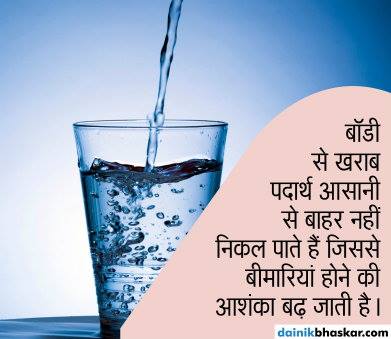 बॉडी
से खराब
पदार्थ आसानी
से बाहर नहीं
निकल पाते हैं जिससे
बीमारियां होने की
आशंका बढ़ जाती है।
dainikbhaskar.com